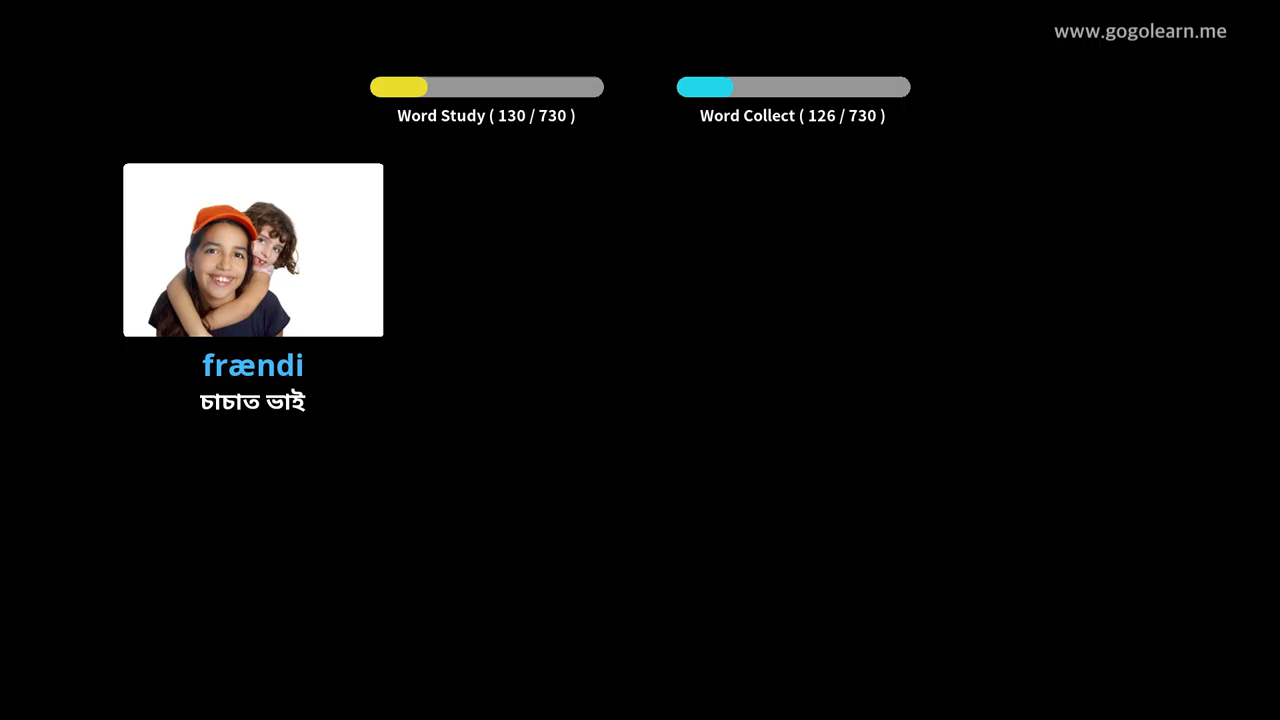 www.gogolearn.me
Word Study ( 130 / 730 )
Word Collect ( 126 / 730 )
frændi
চাচাত ভাই